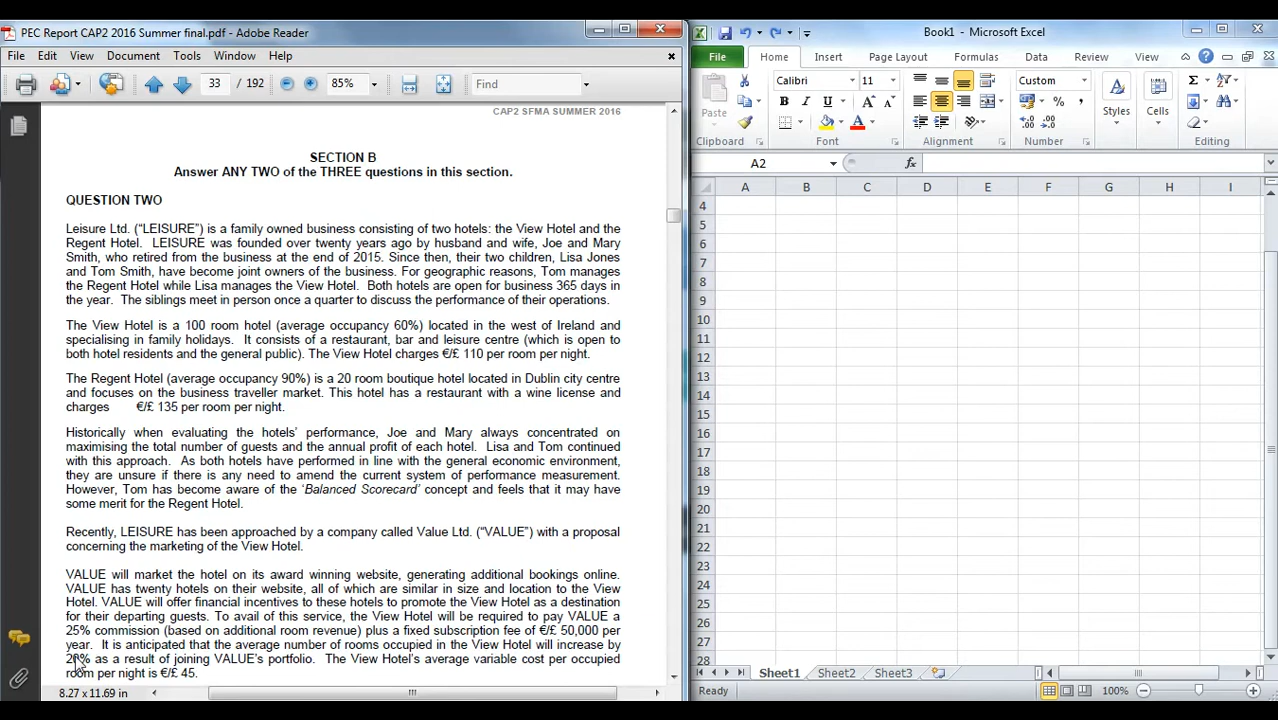 PEC Report CAP2 2016 Summer final.pdf - Adobe Reader
File Edit View Document Tools Window Help
33 / 192 85% Find
CAP2 SFMA SUMMER 2016
SECTION B
Answer ANY TWO of the THREE questions in this section.
QUESTION TWO
Leisure Ltd. (“LEISURE”) is a family owned business consisting of two hotels: the View Hotel and the
Regent Hotel. LEISURE was founded over twenty years ago by husband and wife, Joe and Mary
Smith, who retired from the business at the end of 2015. Since then, their two children, Lisa Jones
and Tom Smith, have become joint owners of the business. For geographic reasons, Tom manages
the Regent Hotel while Lisa manages the View Hotel. Both hotels are open for business 365 days in
the year. The siblings meet in person once a quarter to discuss the performance of their operations.
The View Hotel is a 100 room hotel (average occupancy 60%) located in the west of Ireland and
specialising in family holidays. It consists of a restaurant, bar and leisure centre (which is open to
both hotel residents and the general public). The View Hotel charges €/£ 110 per room per night.
The Regent Hotel (average occupancy 90%) is a 20 room boutique hotel located in Dublin city centre
and focuses on the business traveller market. This hotel has a restaurant with a wine license and
charges €/£ 135 per room per night.
Historically when evaluating the hotels’ performance, Joe and Mary always concentrated on
maximising the total number of guests and the annual profit of each hotel. Lisa and Tom continued
with this approach. As both hotels have performed in line with the general economic environment,
they are unsure if there is any need to amend the current system of performance measurement.
However, Tom has become aware of the ‘Balanced Scorecard’ concept and feels that it may have
some merit for the Regent Hotel.
Recently, LEISURE has been approached by a company called Value Ltd. (“VALUE”) with a proposal
concerning the marketing of the View Hotel.
VALUE will market the hotel on its award winning website, generating additional bookings online.
VALUE has twenty hotels on their website, all of which are similar in size and location to the View
Hotel. VALUE will offer financial incentives to these hotels to promote the View Hotel as a destination
for their departing guests. To avail of this service, the View Hotel will be required to pay VALUE a
25% commission (based on additional room revenue) plus a fixed subscription fee of €/£ 50,000 per
year. It is anticipated that the average number of rooms occupied in the View Hotel will increase by
as a result of joining VALUE’s portfolio. The View Hotel’s average variable cost per occupied
room per night is €/£ 45.
8.27 x 11.69 in
Book1 - Microsoft Excel
File Home Insert Page Layout Formulas Data Review View
Paste Calibri 11 Custom Styles Cells
B I U A A A % ,
Clipboard Font Alignment Number Editing
A2 fx
A B C D E F G H I
4
5
6
7
8
9
10
11
12
13
14
15
16
17
18
19
20
21
22
23
24
25
26
27
28
Sheet1 Sheet2 Sheet3
Ready 100%